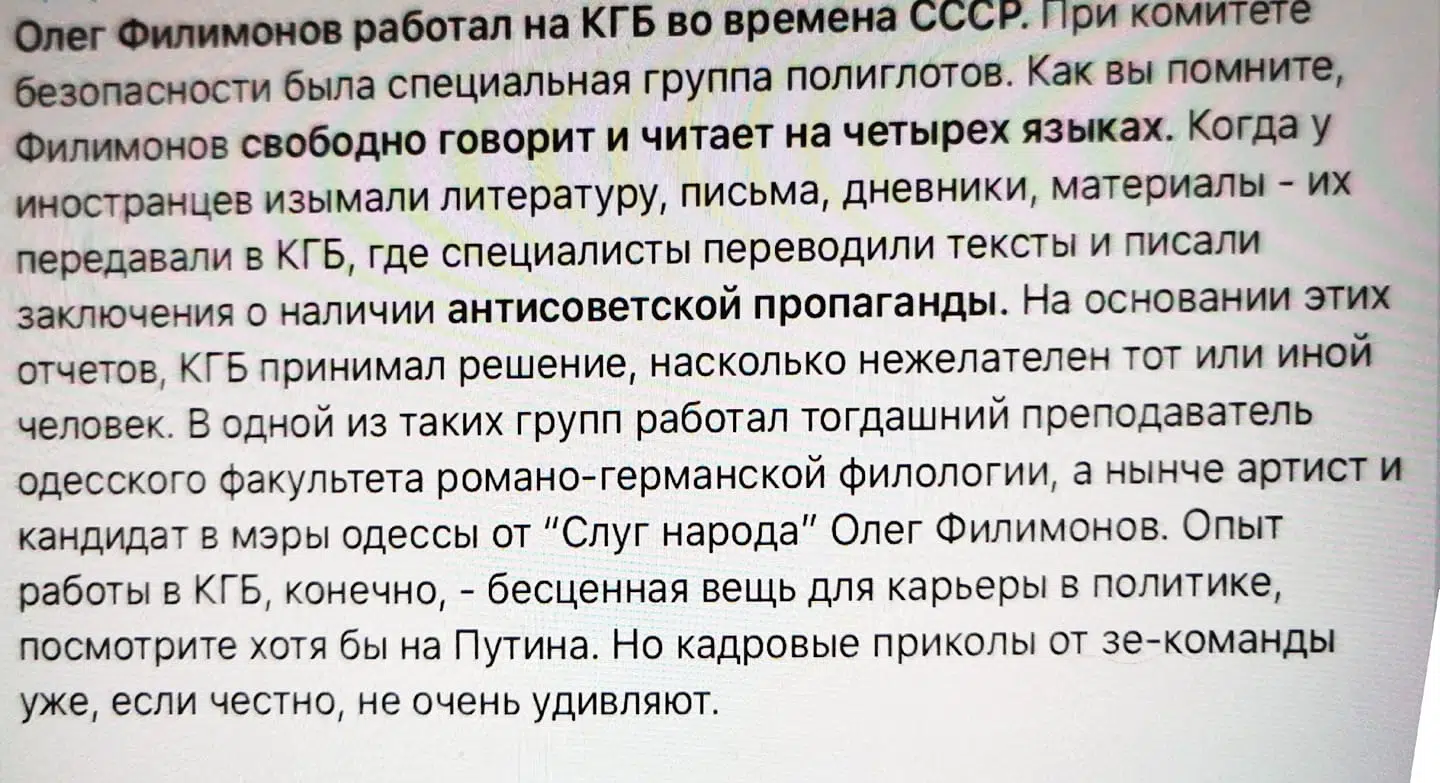 Олег Филимонов работал на КГБ во времена СССР. При комитете
безопасности была специальная группа полиглотов. Как вы помните,
Филимонов свободно говорит и читает на четырех языках. Когда у
иностранцев изымали литературу, письма, дневники, материалы - их
передавали в КГБ, где специалисты переводили тексты и писали
заключения о наличии антисоветской пропаганды. На основании этих
отчетов, КГБ принимал решение, насколько нежелателен тот или иной
человек. В одной из таких групп работал тогдашний преподаватель
одесского факультета романо-германской филологии, а нынче артист и
кандидат в мэры одессы от "Слуг народа" Олег Филимонов. Опыт
работы в КГБ, конечно, - бесценная вещь для карьеры в политике,
посмотрите хотя бы на Путина. Но кадровые приколы от зе-команды
уже, если честно, не очень удивляют.